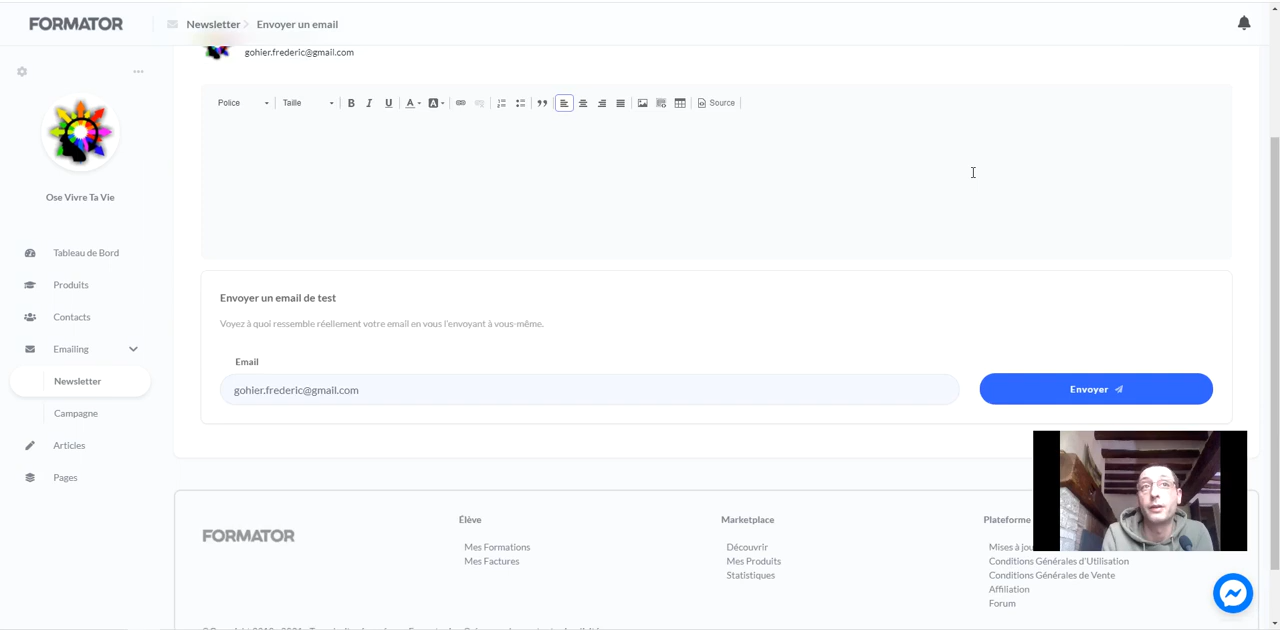 FORMATOR
Newsletter
Envoyer un email
gohier.frederic@gmail.com
Police
Taille
B I U
A
A
Source
Ose Vivre Ta Vie
Tableau de Bord
Produits
Contacts
Emailing
Newsletter
Campagne
Articles
Pages
Envoyer un email de test
Voyez à quoi ressemble réellement votre email en vous l'envoyant à vous-même.
Email
gohier.frederic@gmail.com
Envoyer
FORMATOR
Élève
Mes Formations
Mes Factures
Marketplace
Découvrir
Mes Produits
Statistiques
Plateforme
Mises à jou
Conditions Générales d'Utilisation
Conditions Générales de Vente
Affiliation
Forum